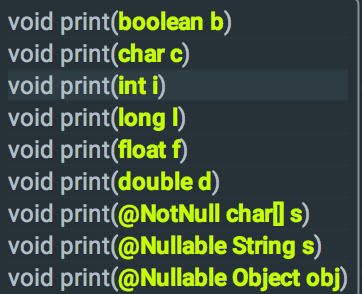 void print(boolean b)
void print(char c)
void print(int i)
void print(long l)
void print(float f)
void print(double d)
void print(@NotNull char[] s)
void print(@Nullable String s)
void print(@Nullable Object obj)